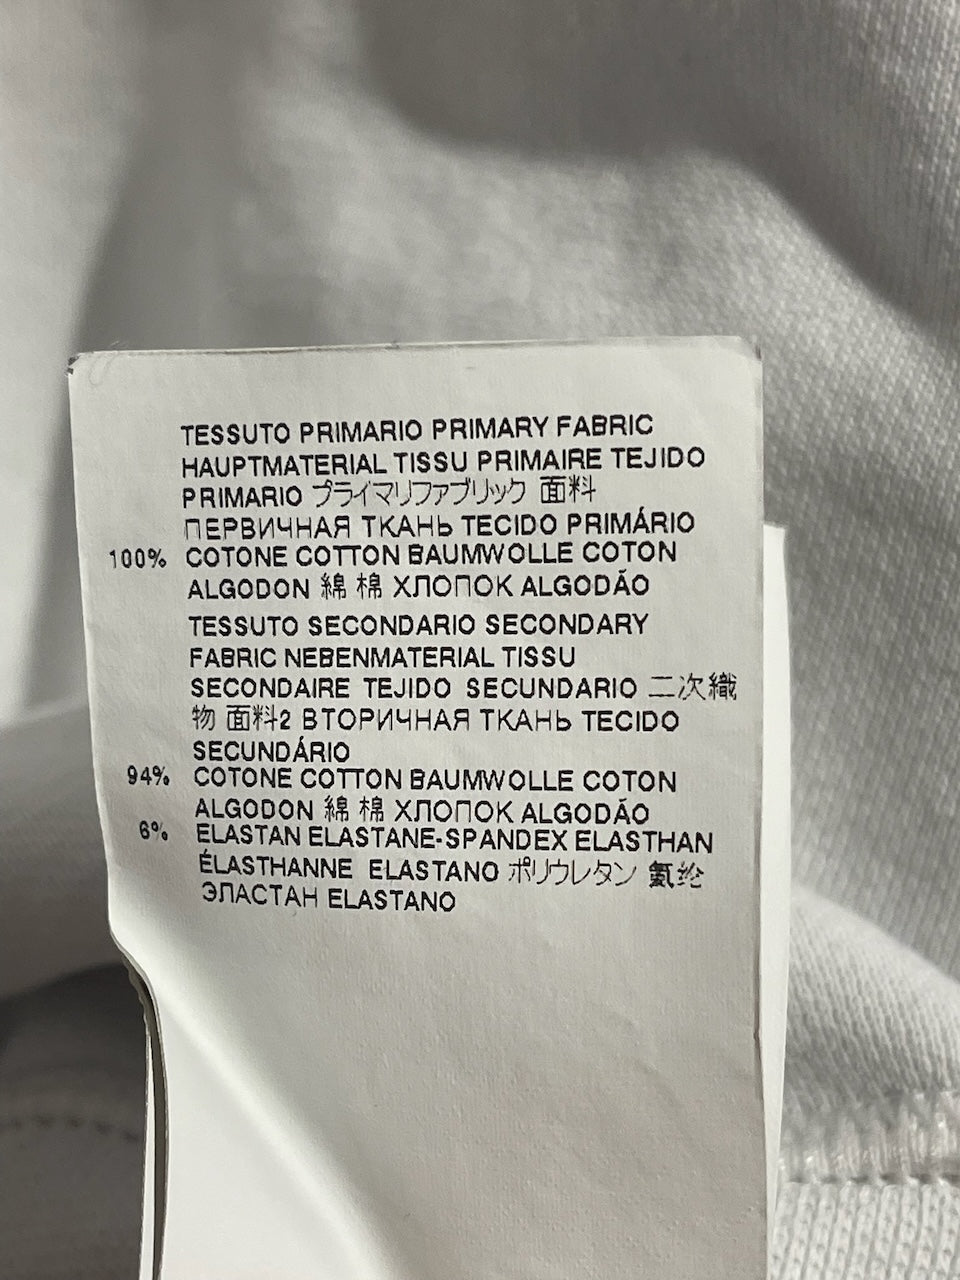 TESSUTO PRIMARIO PRIMARY FABRIC
HAUPTMATERIAL TISSU PRIMAIRE TEJIDO
PRIMARIO プライマリファブリック 面料
ПЕРВИЧНАЯ ТКАНЬ TECIDO PRIMÁRIO
100% COTONE COTTON BAUMWOLLE COTON
ALGODON 綿 棉 ХЛОПОК ALGODÃO
TESSUTO SECONDARIO SECONDARY
FABRIC NEBENMATERIAL TISSU
SECONDAIRE TEJIDO SECUNDARIO 二次織
物 面料2 ВТОРИЧНАЯ ТКАНЬ TECIDO
SECUNDÁRIO
94% COTONE COTTON BAUMWOLLE COTON
ALGODON 綿 棉 ХЛОПОК ALGODÃO
6% ELASTAN ELASTANE-SPANDEX ELASTHAN
ÉLASTHANNE ELASTANO ポリウレタン 氨纶
ЭЛАСТАН ELASTANO